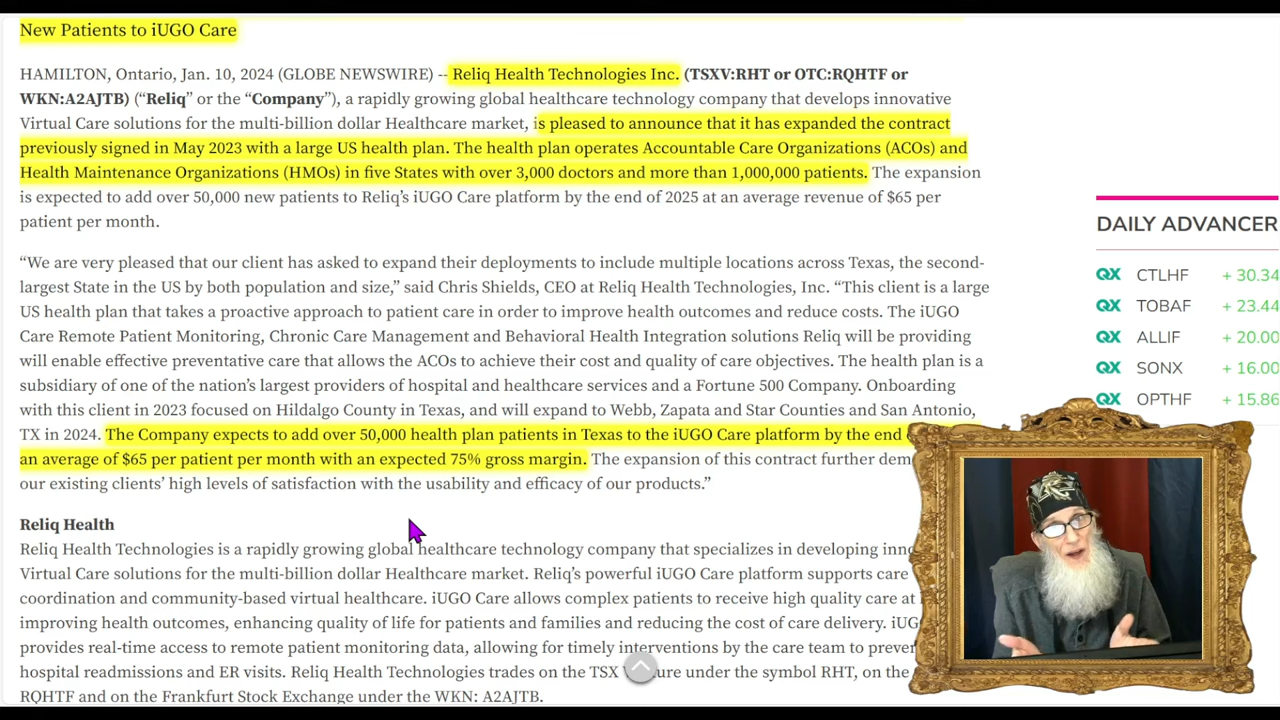 New Patients to iUGO Care
HAMILTON, Ontario, Jan. 10, 2024 (GLOBE NEWSWIRE) -- Reliq Health Technologies Inc. (TSXV:RHT or OTC:RQHTF or
WKN:A2AJTB) (“Reliq” or the “Company”), a rapidly growing global healthcare technology company that develops innovative
Virtual Care solutions for the multi-billion dollar Healthcare market, is pleased to announce that it has expanded the contract
previously signed in May 2023 with a large US health plan. The health plan operates Accountable Care Organizations (ACOs) and
Health Maintenance Organizations (HMOs) in five States with over 3,000 doctors and more than 1,000,000 patients. The expansion
is expected to add over 50,000 new patients to Reliq’s iUGO Care platform by the end of 2025 at an average revenue of $65 per
patient per month.
“We are very pleased that our client has asked to expand their deployments to include multiple locations across Texas, the second-
largest State in the US by both population and size,” said Chris Shields, CEO at Reliq Health Technologies, Inc. “This client is a large
US health plan that takes a proactive approach to patient care in order to improve health outcomes and reduce costs. The iUGO
Care Remote Patient Monitoring, Chronic Care Management and Behavioral Health Integration solutions Reliq will be providing
will enable effective preventative care that allows the ACOs to achieve their cost and quality of care objectives. The health plan is a
subsidiary of one of the nation’s largest providers of hospital and healthcare services and a Fortune 500 Company. Onboarding
with this client in 2023 focused on Hildalgo County in Texas, and will expand to Webb, Zapata and Star Counties and San Antonio,
TX in 2024. The Company expects to add over 50,000 health plan patients in Texas to the iUGO Care platform by the end
an average of $65 per patient per month with an expected 75% gross margin. The expansion of this contract further dem
our existing clients’ high levels of satisfaction with the usability and efficacy of our products.”
Reliq Health
Reliq Health Technologies is a rapidly growing global healthcare technology company that specializes in developing inno
Virtual Care solutions for the multi-billion dollar Healthcare market. Reliq’s powerful iUGO Care platform supports care
coordination and community-based virtual healthcare. iUGO Care allows complex patients to receive high quality care at
improving health outcomes, enhancing quality of life for patients and families and reducing the cost of care delivery. iUG
provides real-time access to remote patient monitoring data, allowing for timely interventions by the care team to preve
hospital readmissions and ER visits. Reliq Health Technologies trades on the TSX ure under the symbol RHT, on the
RQHTF and on the Frankfurt Stock Exchange under the WKN: A2AJTB.
DAILY ADVANCER
QX CTLHF + 30.34
QX TOBAF + 23.44
QX ALLIF + 20.00
QX SONX + 16.00
QX OPTHF + 15.86